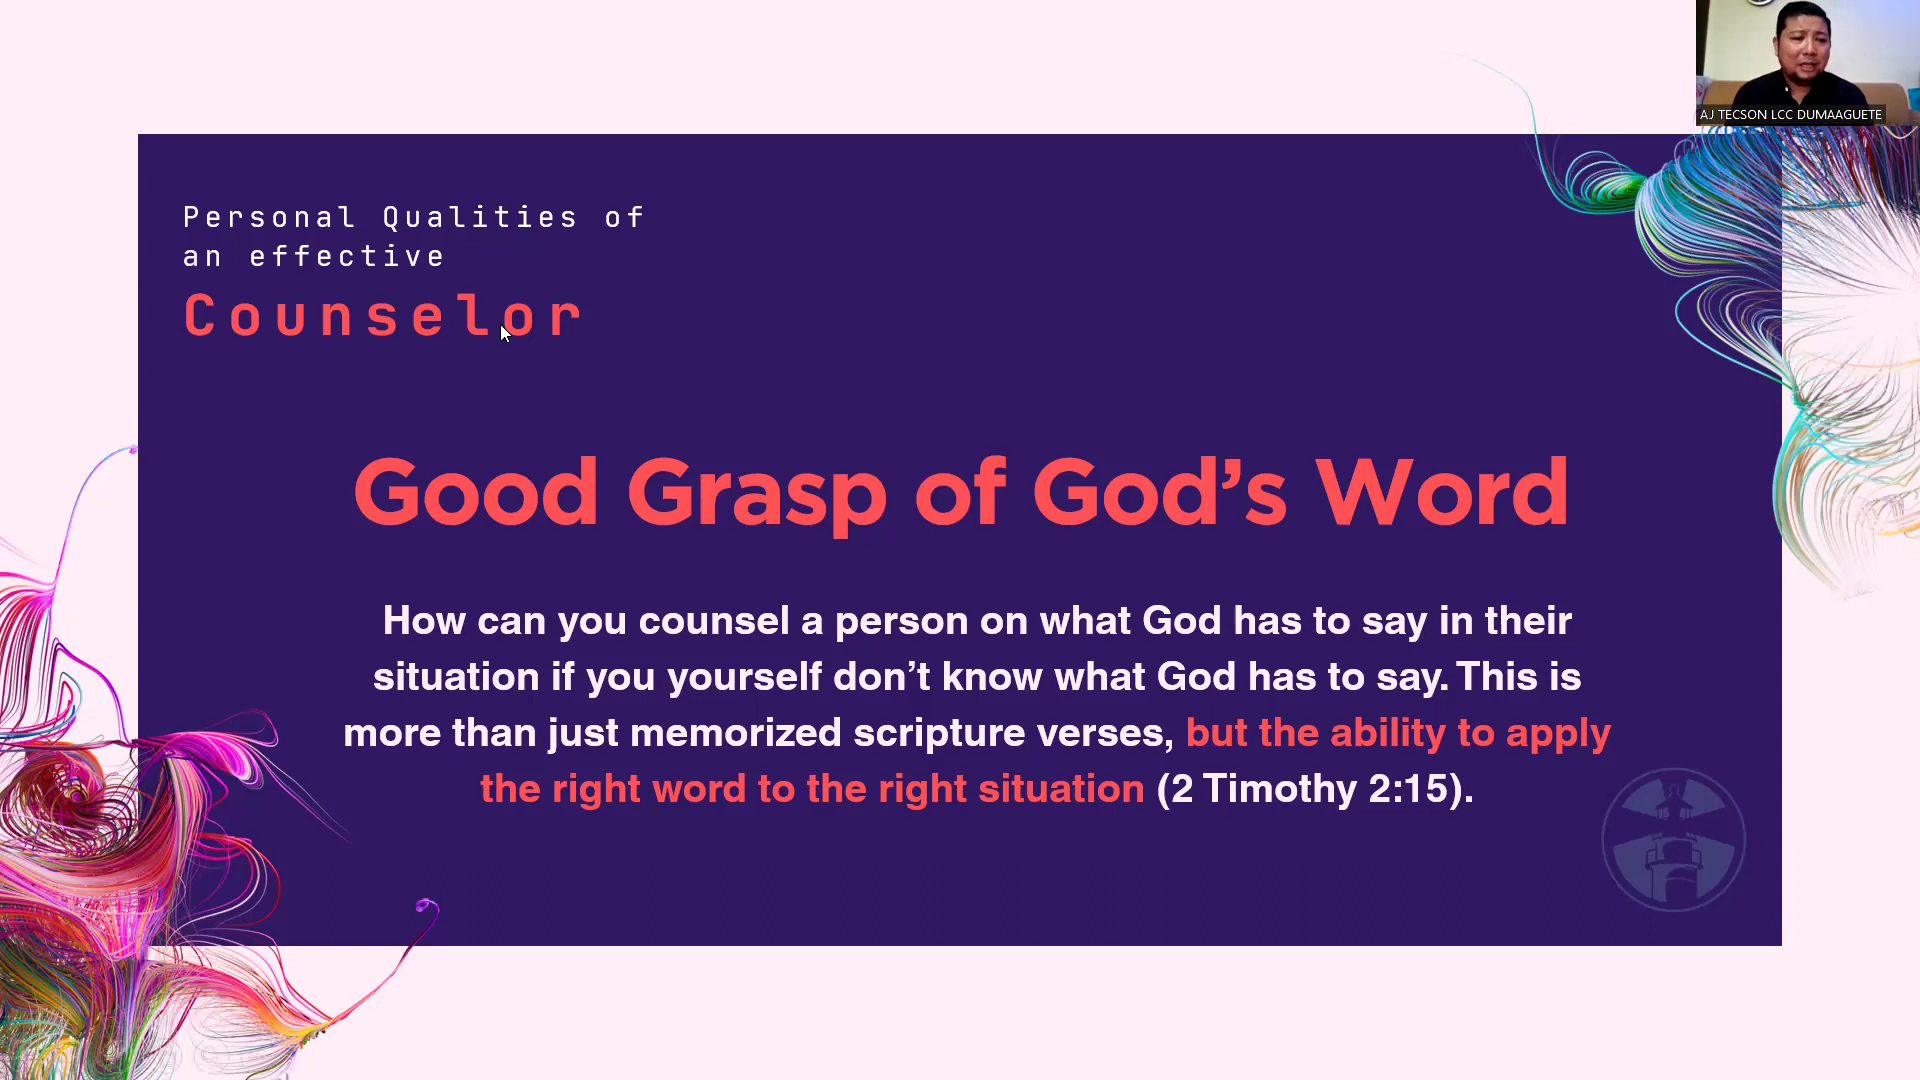 AJ TECSON LCC DUMAAGUETE
Personal Qualities of
an effective
Counselor
Good Grasp of God’s Word
How can you counsel a person on what God has to say in their
situation if you yourself don’t know what God has to say. This is
more than just memorized scripture verses, but the ability to apply
the right word to the right situation (2 Timothy 2:15).